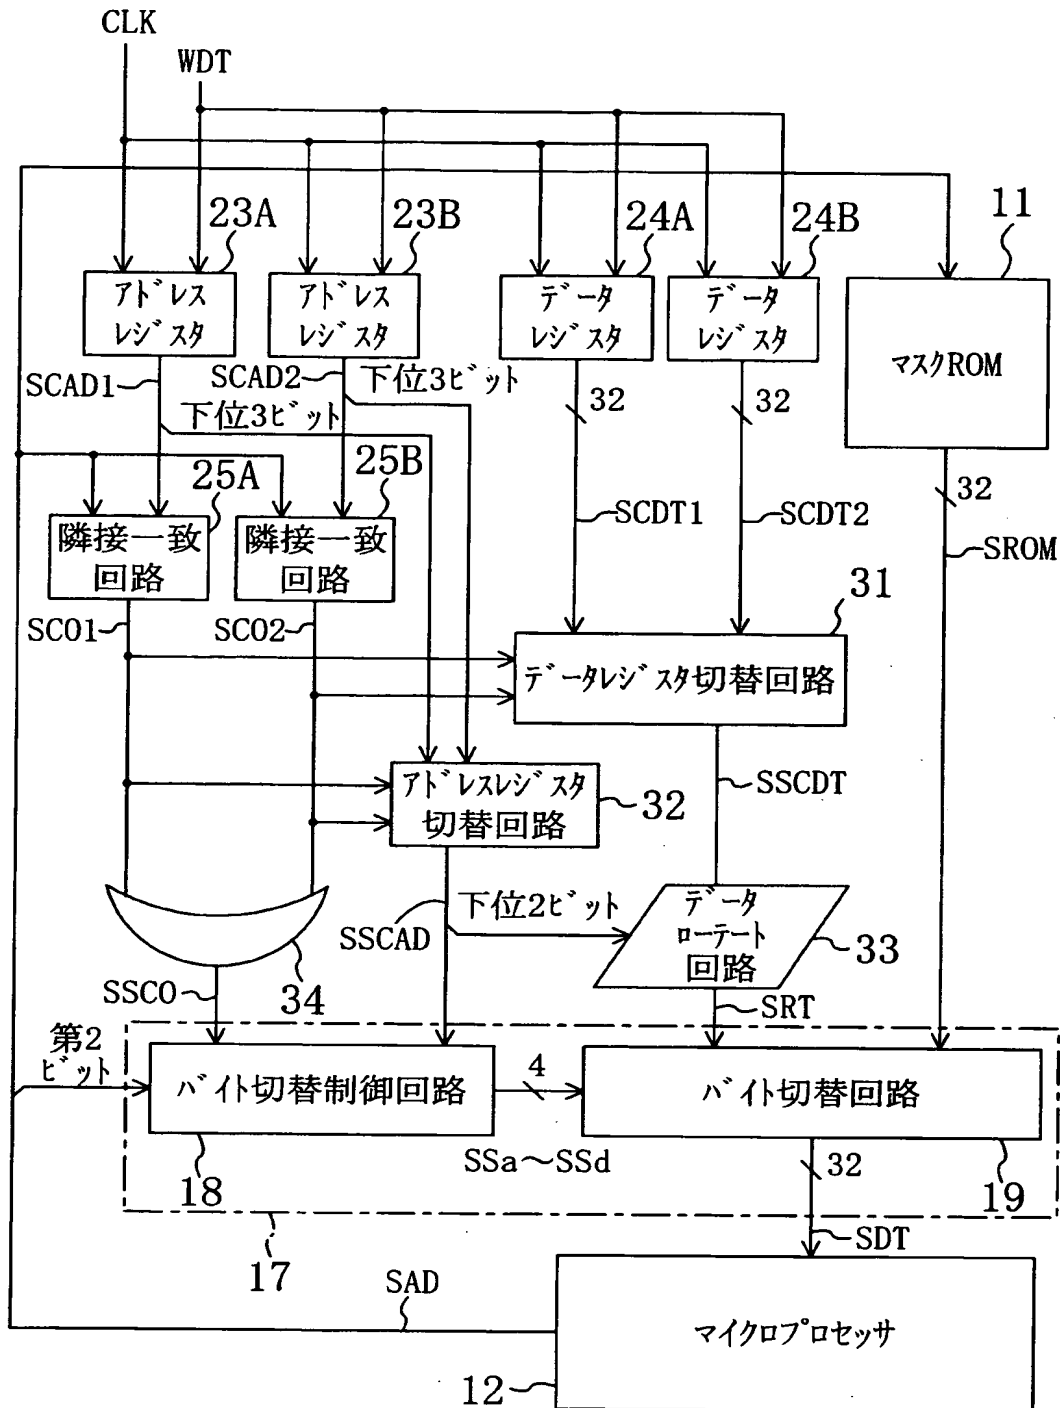 CLK
WDT
23A
23B
24A
24B
11
アドレス
レジスタ
アドレス
レジスタ
データ
レジスタ
データ
レジスタ
マスクROM
SCAD1
SCAD2
下位3ビット
下位3ビット
32
32
32
25A
25B
SCDT1
SCDT2
SROM
隣接一致
回路
隣接一致
回路
SCO1
SCO2
31
データレジスタ切替回路
アドレスレジスタ
切替回路
32
SSCDT
SSCAD
下位2ビット
データ
ローテート
回路
33
34
SSCO
SRT
第2
ビット
バイト切替制御回路
4
バイト切替回路
18
SSa～SSd
32
19
17
SDT
SAD
マイクロプロセッサ
12